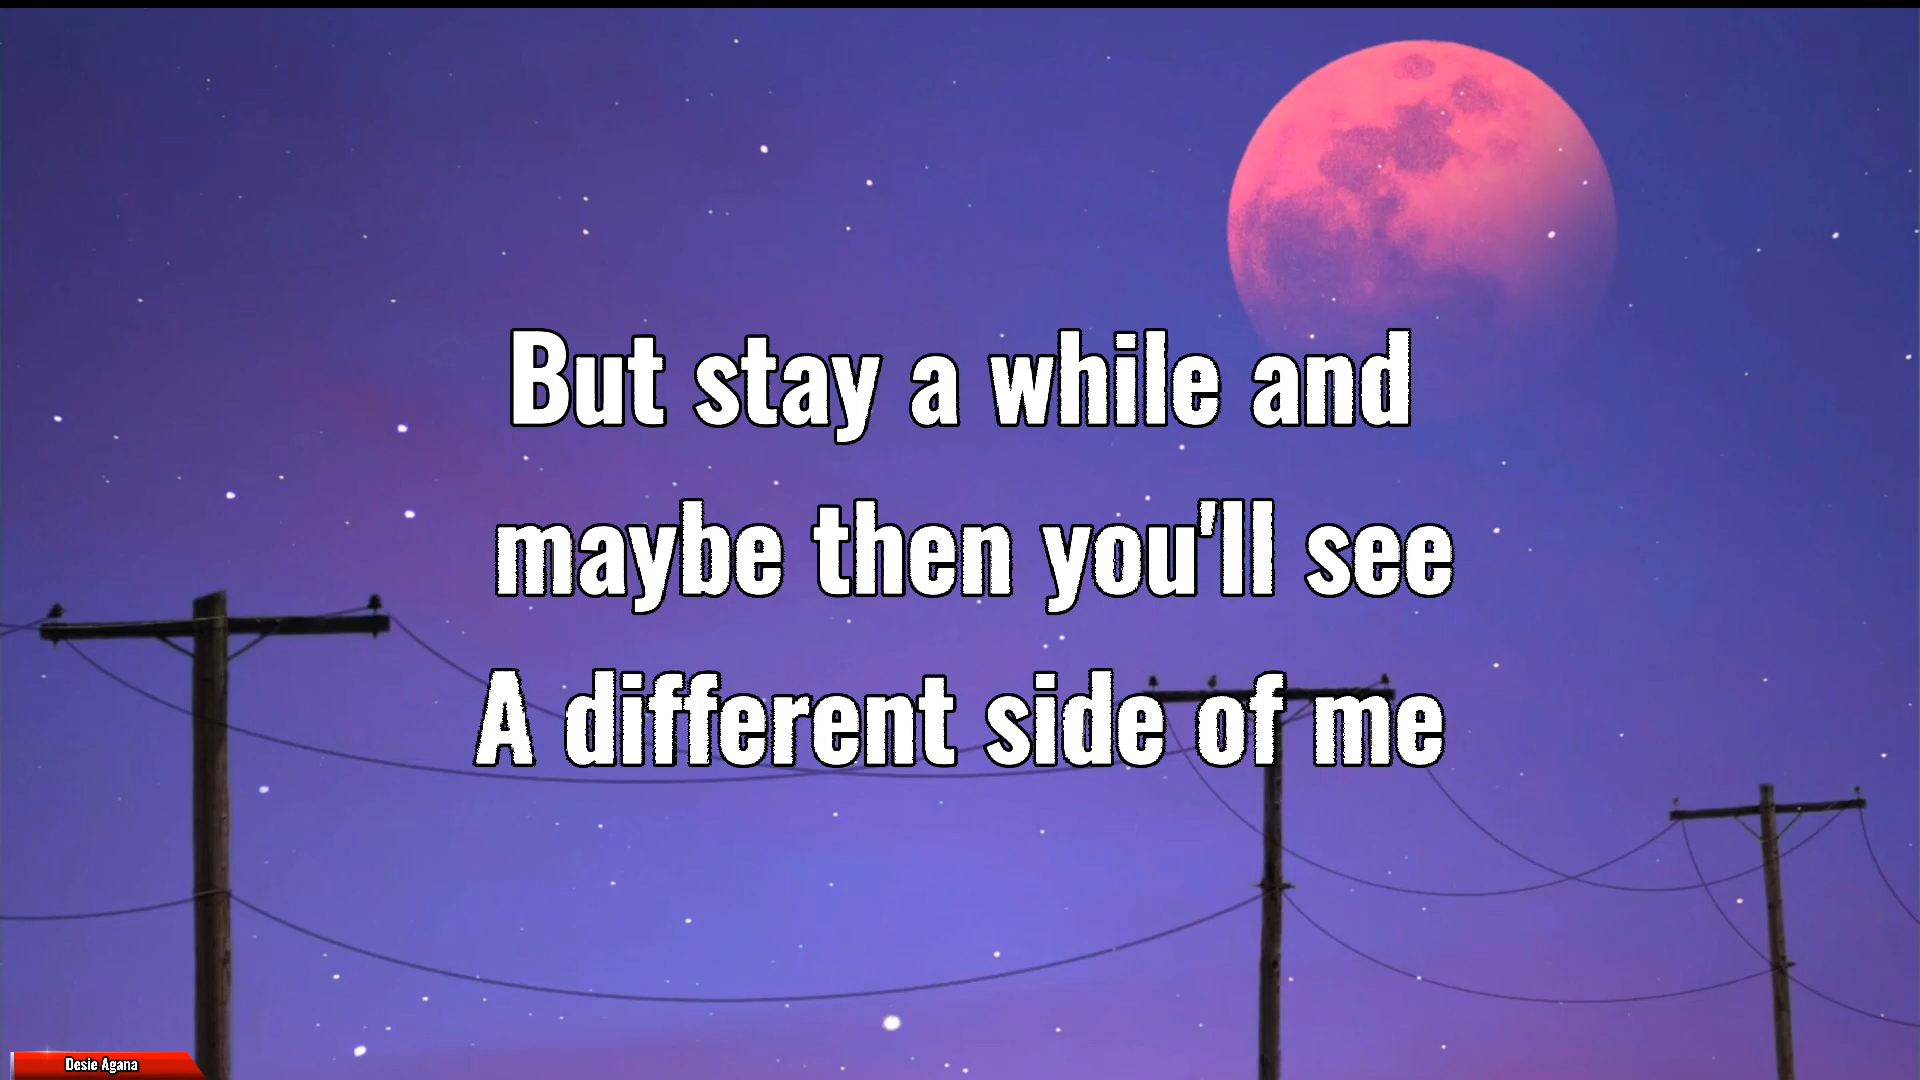 But stay a while and
maybe then you'll see
A different side of me
Desie Agana